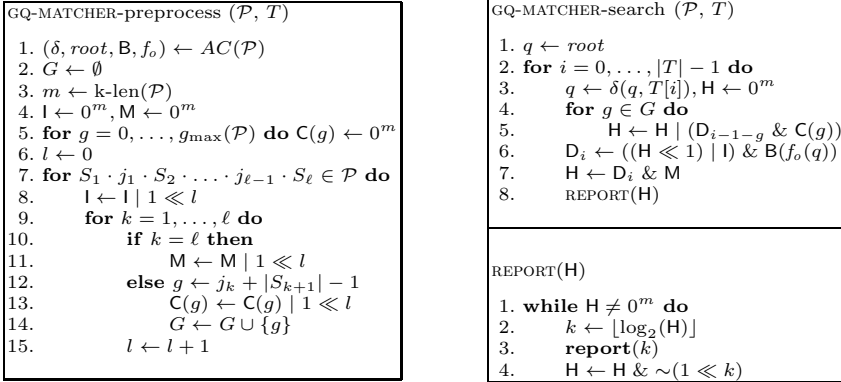 GQ-MATCHER-preprocess (𝒫, T)
1. (δ, root, B, f_o) ← AC(𝒫)
2. G ← ∅
3. m ← k-len(𝒫)
4. I ← 0^m, M ← 0^m
5. for g = 0, . . . , g_max(𝒫) do C(g) ← 0^m
6. l ← 0
7. for S_1 · j_1 · S_2 · . . . · j_{ℓ−1} · S_ℓ ∈ 𝒫 do
8. I ← I | 1 ≪ l
9. for k = 1, . . . , ℓ do
10. if k = ℓ then
11. M ← M | 1 ≪ l
12. else g ← j_k + |S_{k+1}| − 1
13. C(g) ← C(g) | 1 ≪ l
14. G ← G ∪ {g}
15. l ← l + 1
GQ-MATCHER-search (𝒫, T)
1. q ← root
2. for i = 0, . . . , |T| − 1 do
3. q ← δ(q, T[i]), H ← 0^m
4. for g ∈ G do
5. H ← H | (D_{i−1−g} & C(g))
6. D_i ← ((H ≪ 1) | I) & B(f_o(q))
7. H ← D_i & M
8. REPORT(H)
REPORT(H)
1. while H ≠ 0^m do
2. k ← ⌊log_2(H)⌋
3. report(k)
4. H ← H & ∼(1 ≪ k)